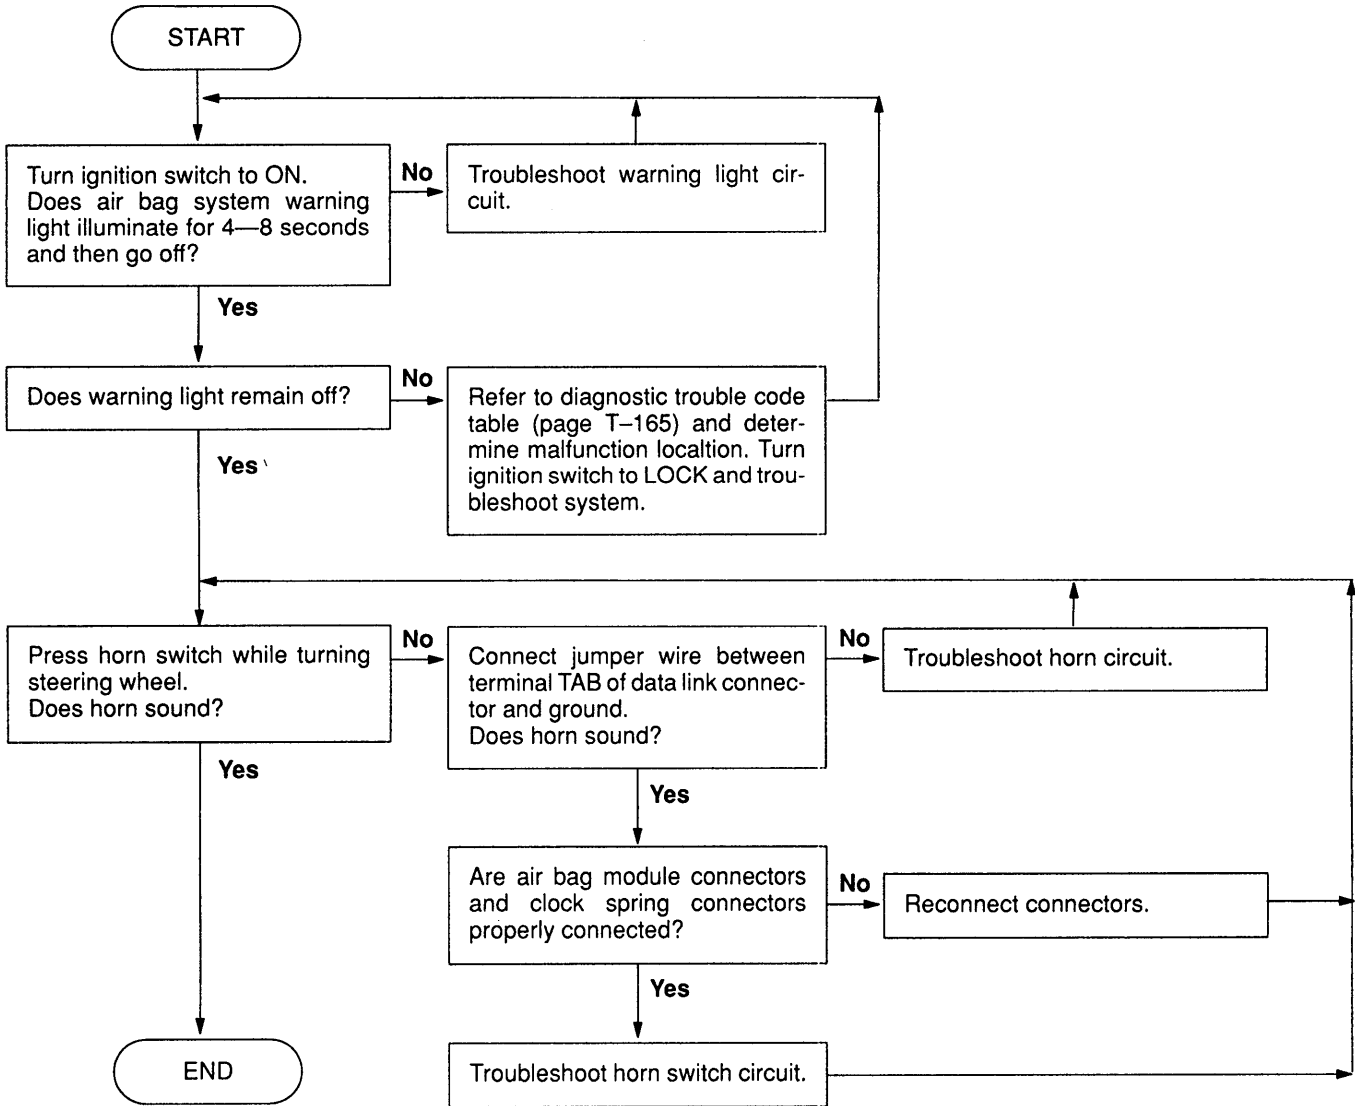 START
Turn ignition switch to ON.
Does air bag system warning
light illuminate for 4—8 seconds
and then go off?
No
Troubleshoot warning light cir-
cuit.
Yes
Does warning light remain off?
No
Refer to diagnostic trouble code
table (page T–165) and deter-
mine malfunction localtion. Turn
ignition switch to LOCK and trou-
bleshoot system.
Yes
Press horn switch while turning
steering wheel.
Does horn sound?
No
Connect jumper wire between
terminal TAB of data link connec-
tor and ground.
Does horn sound?
No
Troubleshoot horn circuit.
Yes
Yes
Are air bag module connectors
and clock spring connectors
properly connected?
No
Reconnect connectors.
Yes
END
Troubleshoot horn switch circuit.